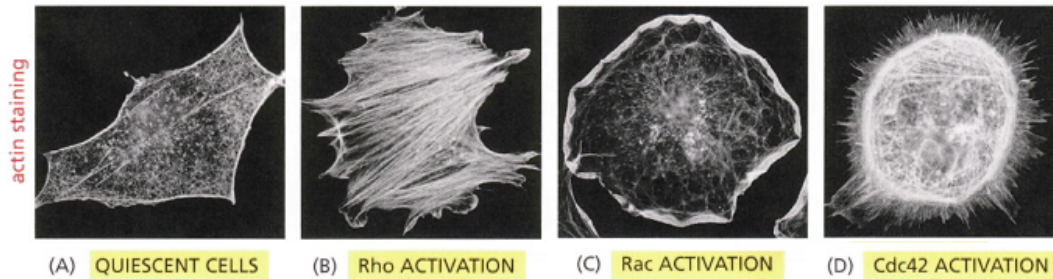 actin staining
(A) QUIESCENT CELLS
(B) Rho ACTIVATION
(C) Rac ACTIVATION
(D) Cdc42 ACTIVATION